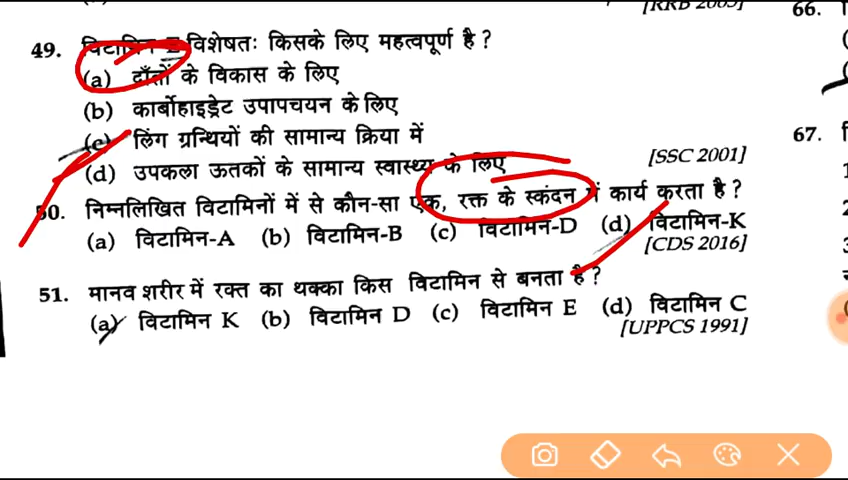 [RRB 2003]
66.
49. विटामिन E विशेषतः किसके लिए महत्वपूर्ण है ?
(a) दाँतों के विकास के लिए
(b) कार्बोहाइड्रेट उपापचयन के लिए
(c) लिंग ग्रन्थियों की सामान्य क्रिया में
(d) उपकला ऊतकों के सामान्य स्वास्थ्य के लिए
[SSC 2001]
67.
50. निम्नलिखित विटामिनों में से कौन-सा एक, रक्त के स्कंदन में कार्य करता है ?
(a) विटामिन-A (b) विटामिन-B (c) विटामिन-D (d) विटामिन-K
[CDS 2016]
51. मानव शरीर में रक्त का थक्का किस विटामिन से बनता है ?
(a) विटामिन K (b) विटामिन D (c) विटामिन E (d) विटामिन C
[UPPCS 1991]